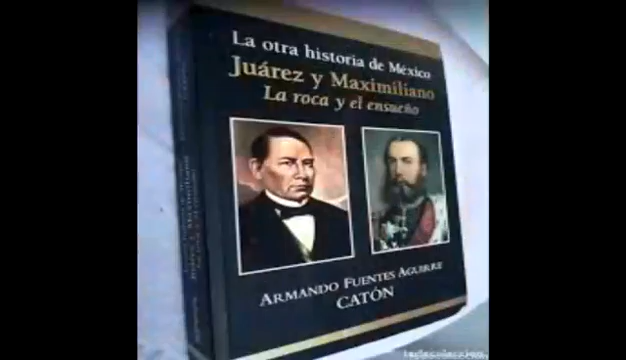 La otra historia de México
Juárez y Maximiliano
La roca y el ensueño
ARMANDO FUENTES AGUIRRE
CATÓN